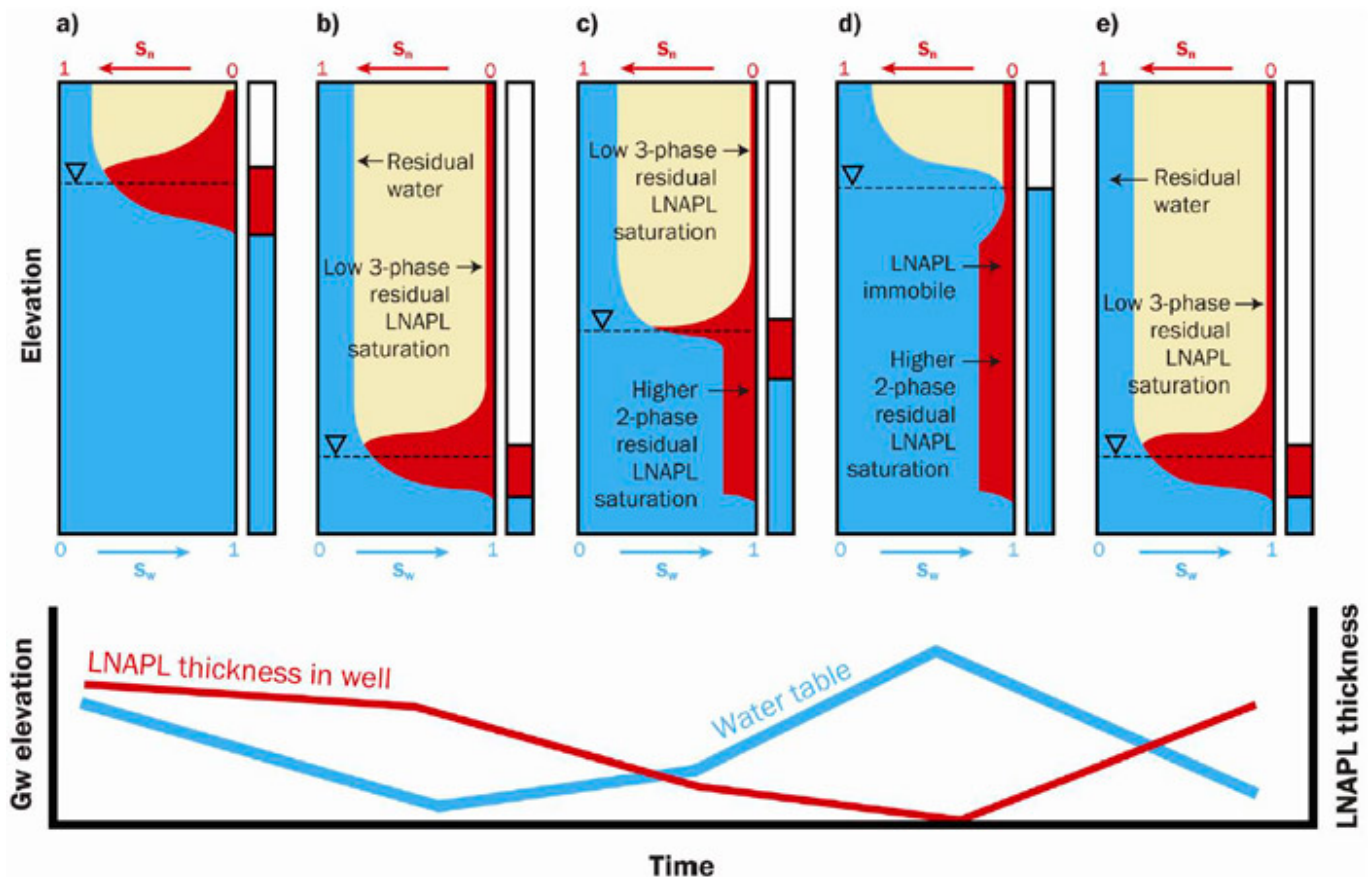 a)
Sn
1 0
0 1
Sw
b)
Sn
1 0
Residual
water
Low 3-phase
residual
LNAPL
saturation
0 1
Sw
c)
Sn
1 0
Low 3-phase
residual
LNAPL
saturation
Higher
2-phase
residual
LNAPL
saturation
0 1
Sw
d)
Sn
1 0
LNAPL
immobile
Higher
2-phase
residual
LNAPL
saturation
0 1
Sw
e)
Sn
1 0
Residual
water
Low 3-phase
residual
LNAPL
saturation
0 1
Sw
Elevation
LNAPL thickness in well
Water table
Gw elevation
LNAPL thickness
Time